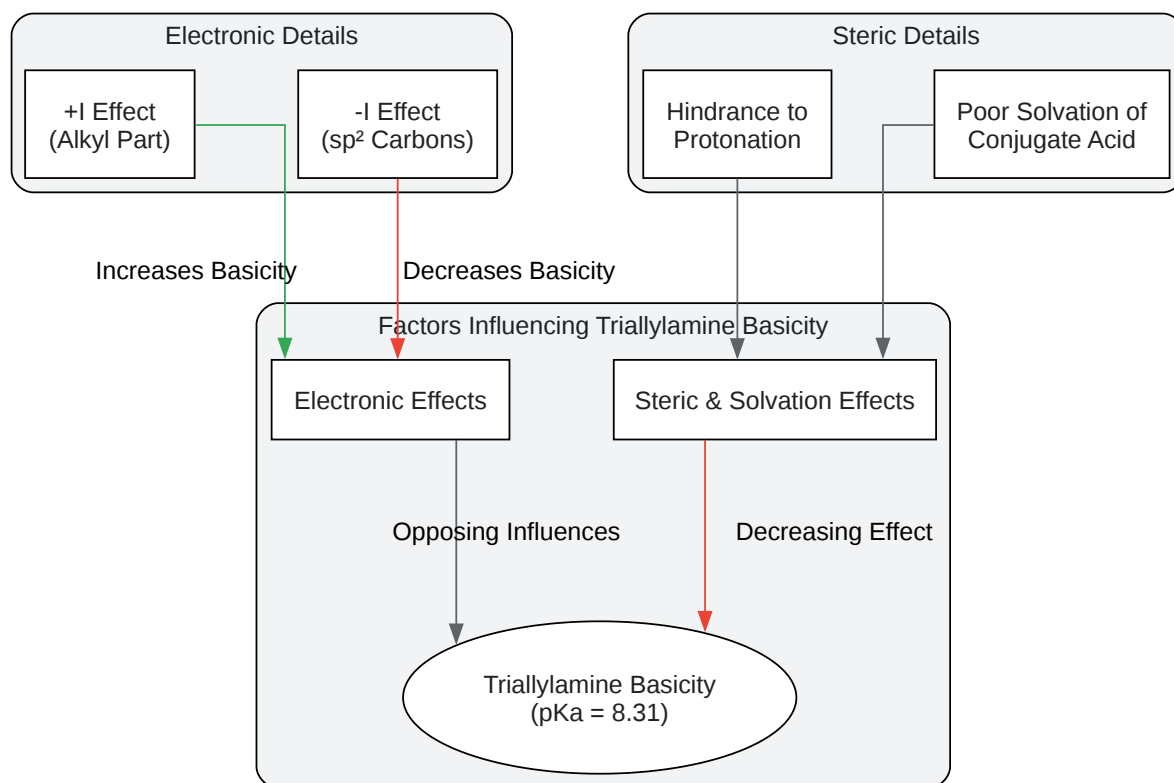 Electronic Details
Steric Details
+I Effect
(Alkyl Part)
-I Effect
(sp² Carbons)
Hindrance to
Protonation
Poor Solvation of
Conjugate Acid
Increases Basicity
Decreases Basicity
Factors Influencing Triallylamine Basicity
Electronic Effects
Steric & Solvation Effects
Opposing Influences
Decreasing Effect
Triallylamine Basicity
(pKa = 8.31)